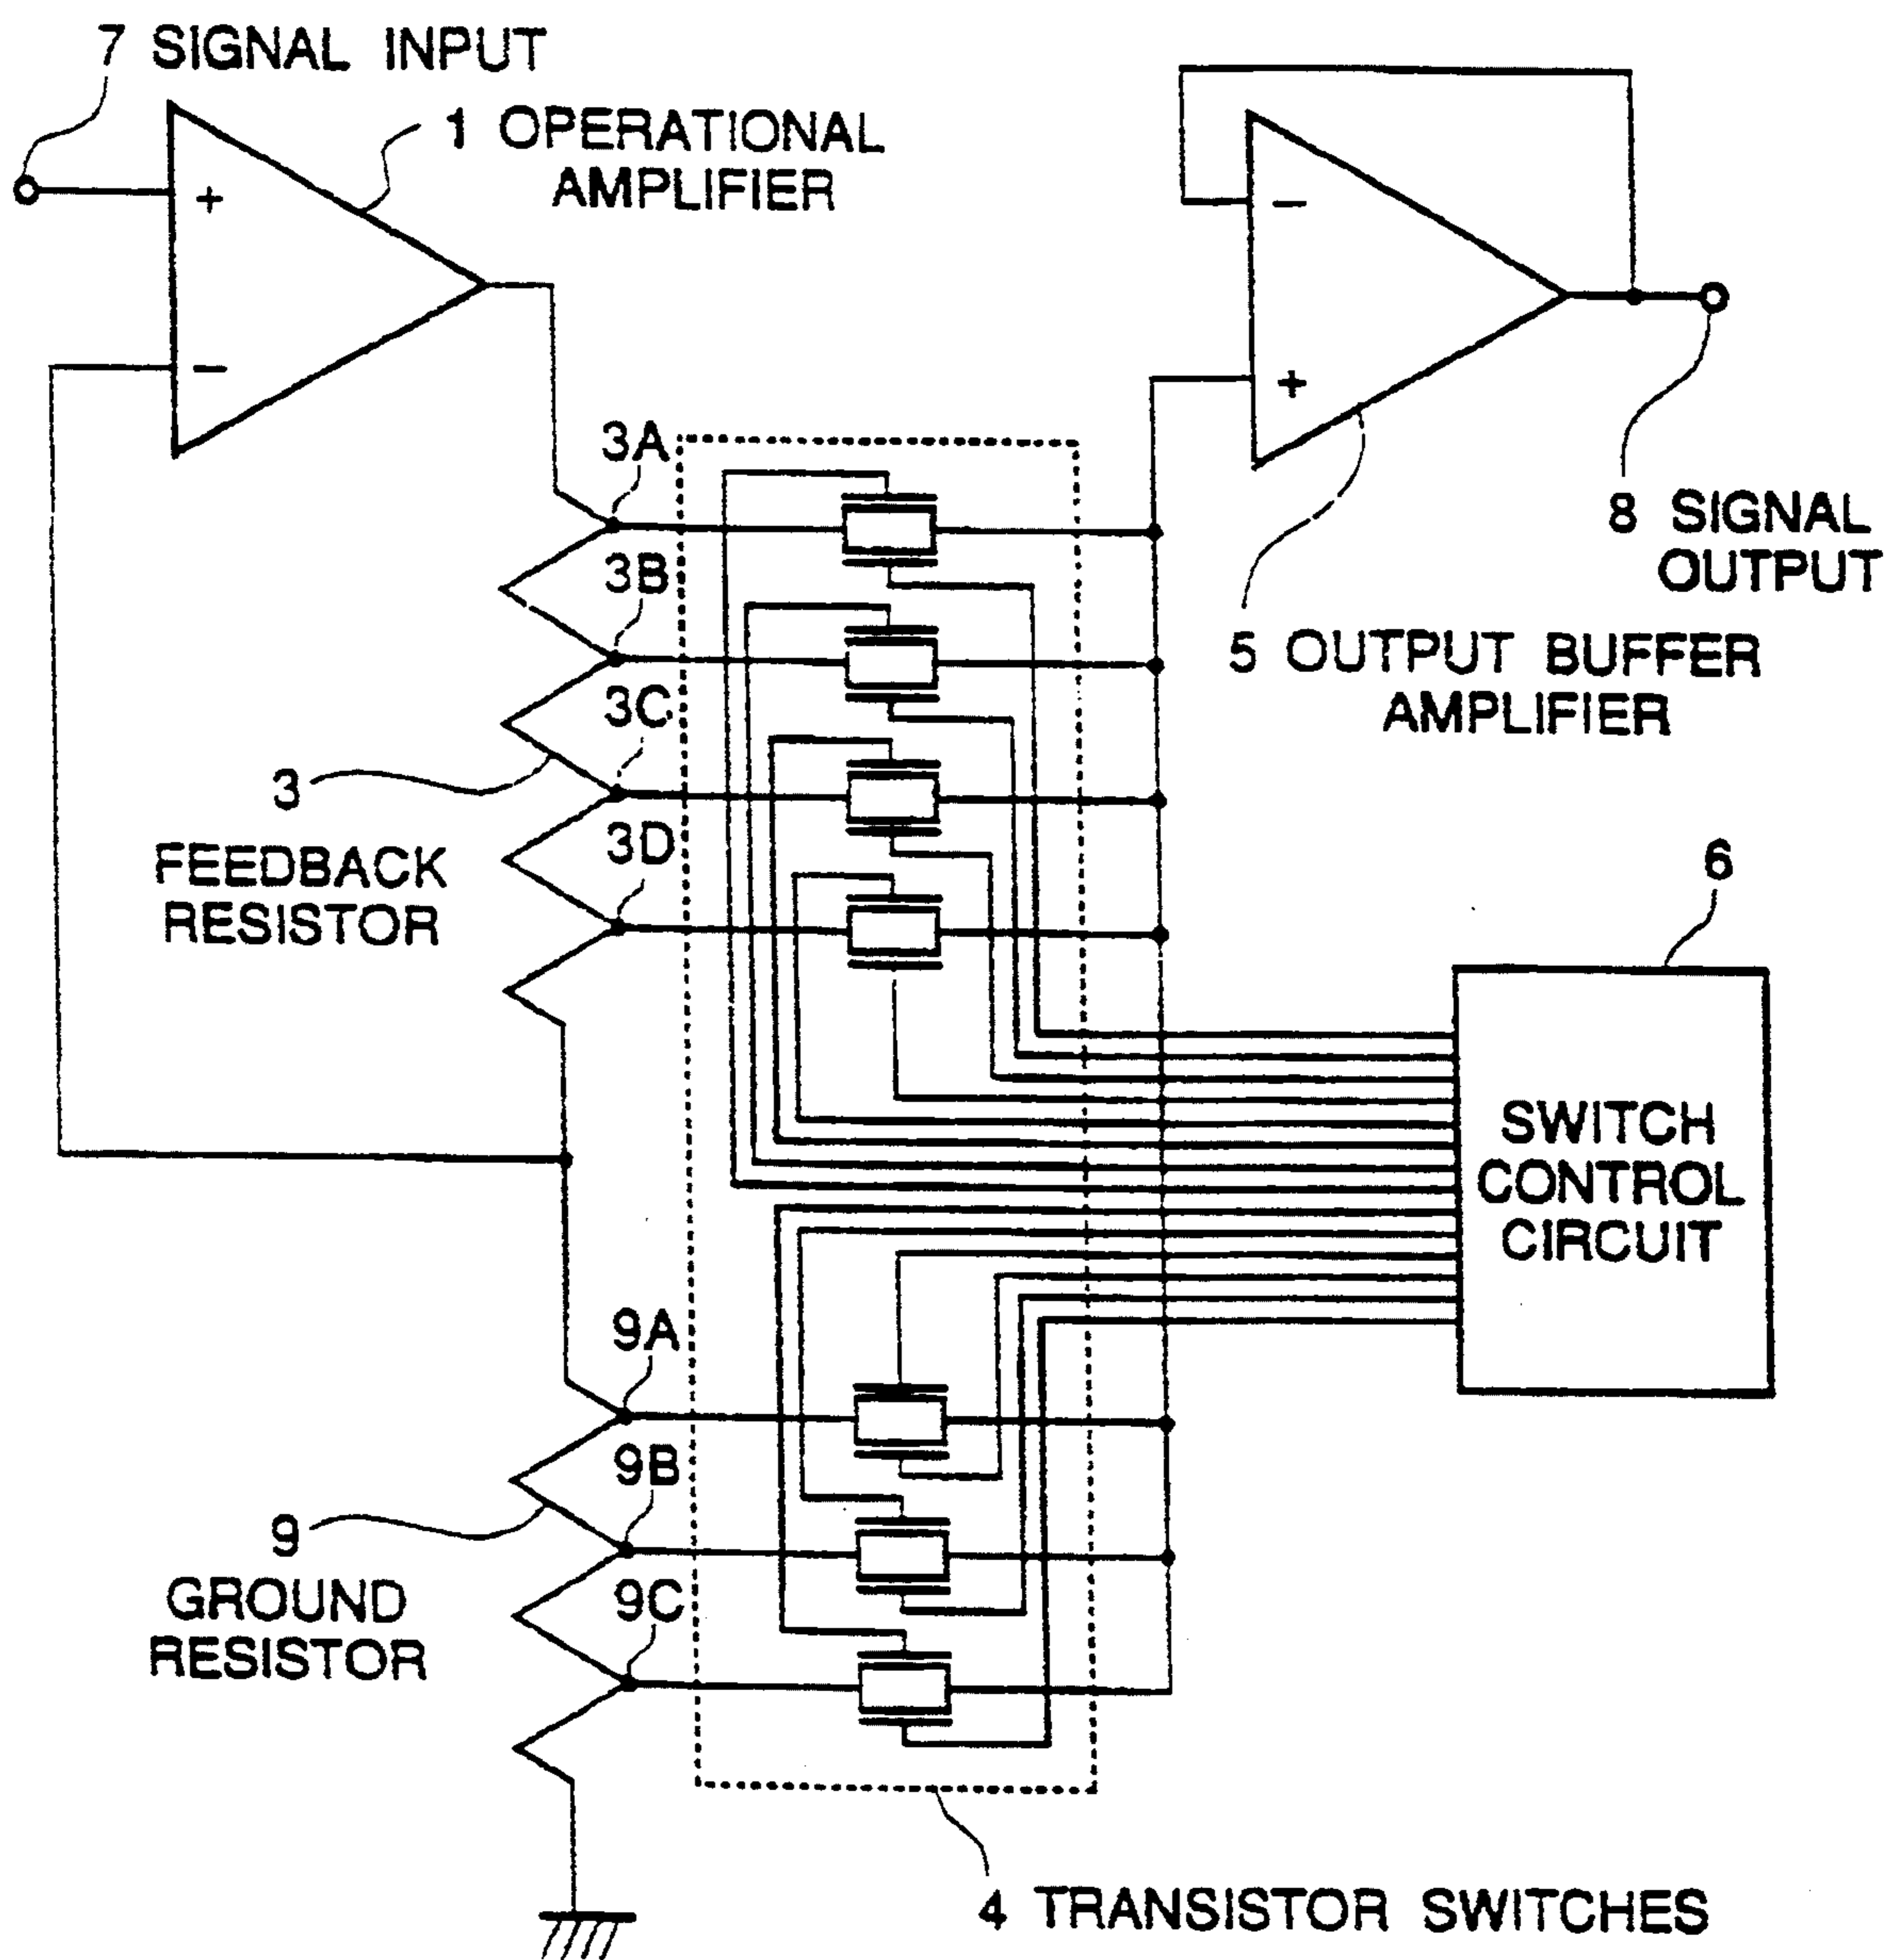 7 SIGNAL INPUT
1 OPERATIONAL
AMPLIFIER
+
−
−
+
3A
3B
3C
3D
3
FEEDBACK
RESISTOR
8 SIGNAL
OUTPUT
5 OUTPUT BUFFER
AMPLIFIER
6
SWITCH
CONTROL
CIRCUIT
9A
9B
9C
9
GROUND
RESISTOR
4 TRANSISTOR SWITCHES